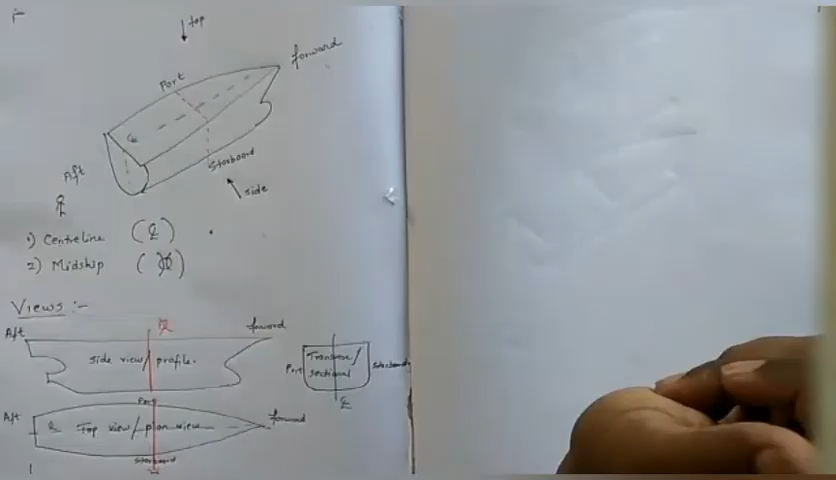 top
forward
Port
℄
Starboard
Aft
side
1) Centreline (℄)
2) Midship ( )
Views :-
Aft
forward
side view/profile.
Transverse/
sectional
Port
Starboard
℄
Port
Aft
forward
℄ Top view/plan view
Starboard